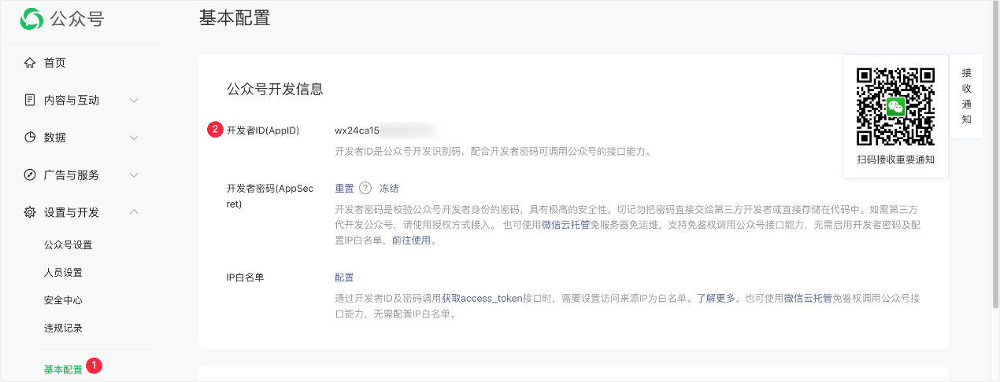 公众号
基本配置
首页
内容与互动
数据
广告与服务
设置与开发
公众号设置
人员设置
安全中心
违规记录
基本配置 1
公众号开发信息
2 开发者ID(AppID)
wx24ca15
开发者ID是公众号开发识别码，配合开发者密码可调用公众号的接口能力。
开发者密码(AppSec
ret)
重置 ? 冻结
开发者密码是校验公众号开发者身份的密码，具有极高的安全性。切记勿把密码直接交给第三方开发者或直接存储在代码中。如需第三方
代开发公众号，请使用授权方式接入。 也可使用微信云托管免服务器免运维，支持免鉴权调用公众号接口能力，无需启用开发者密码及配
置IP白名单，前往使用。
IP白名单
配置
通过开发者ID及密码调用获取access_token接口时，需要设置访问来源IP为白名单。了解更多。也可使用微信云托管免鉴权调用公众号接
口能力，无需配置IP白名单。
扫码接收重要通知
接
收
通
知